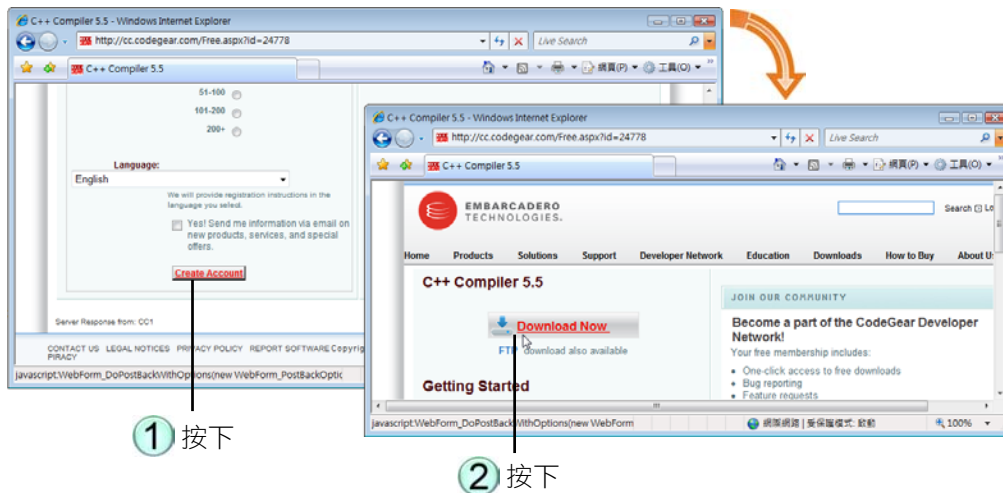 C++ Compiler 5.5 - Windows Internet Explorer
http://cc.codegear.com/Free.aspx?id=24778
Live Search
C++ Compiler 5.5
網頁(P)
工具(O)
51-100
101-200
200+
Language:
English
We will provide registration instructions in the
language you seled.
Yes! Send me information via email on
new products, services, and special
offers.
Create Account
Server Response from: CC1
CONTACT US LEGAL NOTICES PRIVACY POLICY REPORT SOFTWARE Copyrig
PIRACY
javascript:WebForm_DoPostBackWithOptions(new WebForm_PostBackOptic
1 按下
C++ Compiler 5.5 - Windows Internet Explorer
http://cc.codegear.com/Free.aspx?id=24778
Live Search
C++ Compiler 5.5
網頁(P)
工具(O)
EMBARCADERO
TECHNOLOGIES.
Search
Lo
Home Products Solutions Support Developer Network Education Downloads How to Buy About U
C++ Compiler 5.5
Download Now
FTP download also available
Getting Started
JOIN OUR COMMUNITY
Become a part of the CodeGear Developer
Network!
Your free membership includes:
One-click access to free downloads
Bug reporting
Feature requests
javascript:WebForm_DoPostBackWithOptions(new WebForm
網際網路 | 受保護模式: 啟動
100%
2 按下